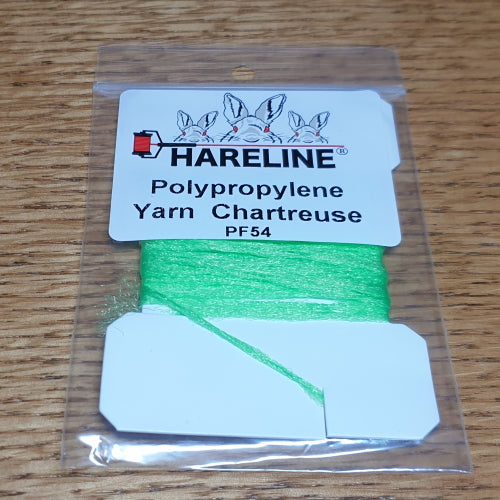 HARELINE®
Polypropylene
Yarn Chartreuse
PF54